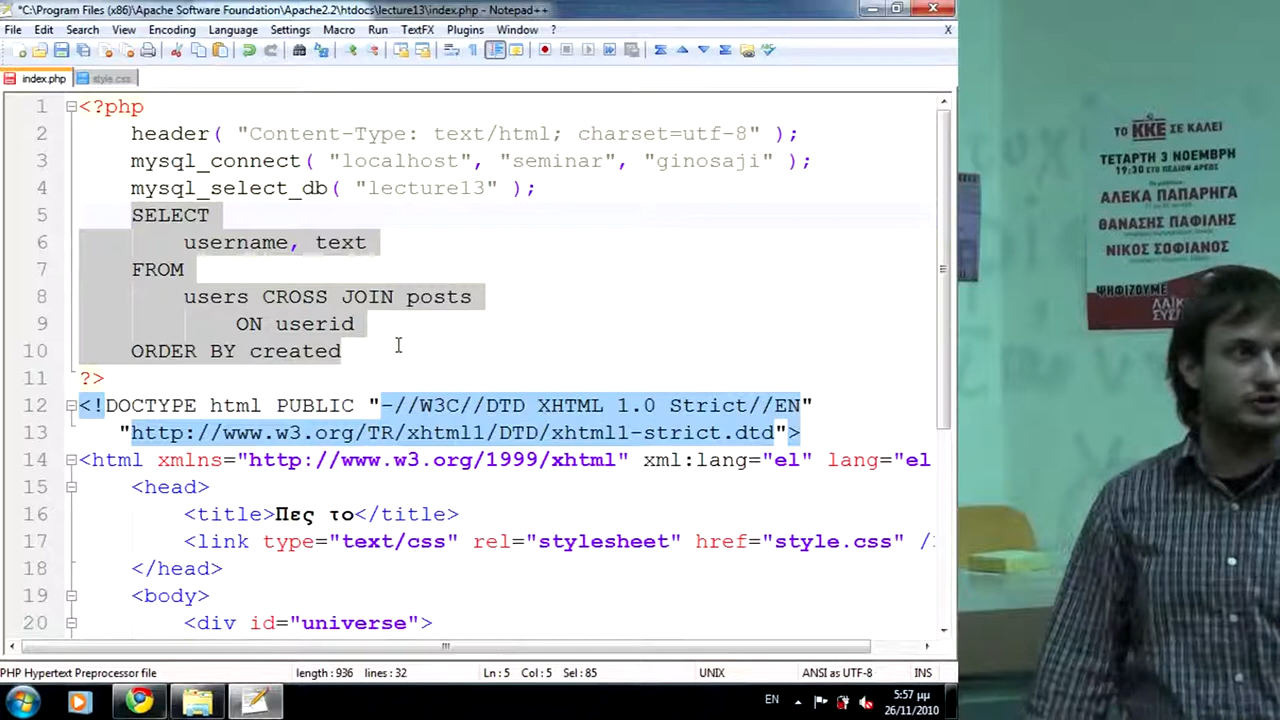 *C:\Program Files (x86)\Apache Software Foundation\Apache2.2\htdocs\lecture13\index.php - Notepad++
File Edit Search View Encoding Language Settings Macro Run TextFX Plugins Window ? X
index.php style.css
1 <?php
2 header( "Content-Type: text/html; charset=utf-8" );
3 mysql_connect( "localhost", "seminar", "ginosaji" );
4 mysql_select_db( "lecture13" );
5 SELECT
6 username, text
7 FROM
8 users CROSS JOIN posts
9 ON userid
10 ORDER BY created
11 ?>
12 <!DOCTYPE html PUBLIC "-//W3C//DTD XHTML 1.0 Strict//EN"
13 "http://www.w3.org/TR/xhtml1/DTD/xhtml1-strict.dtd">
14 <html xmlns="http://www.w3.org/1999/xhtml" xml:lang="el" lang="el
15 <head>
16 <title>Πες το</title>
17 <link type="text/css" rel="stylesheet" href="style.css" /
18 </head>
19 <body>
20 <div id="universe">
PHP Hypertext Preprocessor file length : 936 lines : 32 Ln : 5 Col : 5 Sel : 85 UNIX ANSI as UTF-8 INS
EN 5:57 μμ
26/11/2010
ΤΟ ΚΚΕ ΣΕ ΚΑΛΕΙ
ΤΕΤΑΡΤΗ 3 ΝΟΕΜΒΡΗ
19:30 ΣΤΟ ΠΕΔΙΟΝ ΑΡΕΩΣ
ΑΛΕΚΑ ΠΑΠΑΡΗΓΑ
ΘΑΝΑΣΗΣ ΠΑΦΙΛΗΣ
ΝΙΚΟΣ ΣΟΦΙΑΝΟΣ
ΨΗΦΙΖΟΥΜΕ